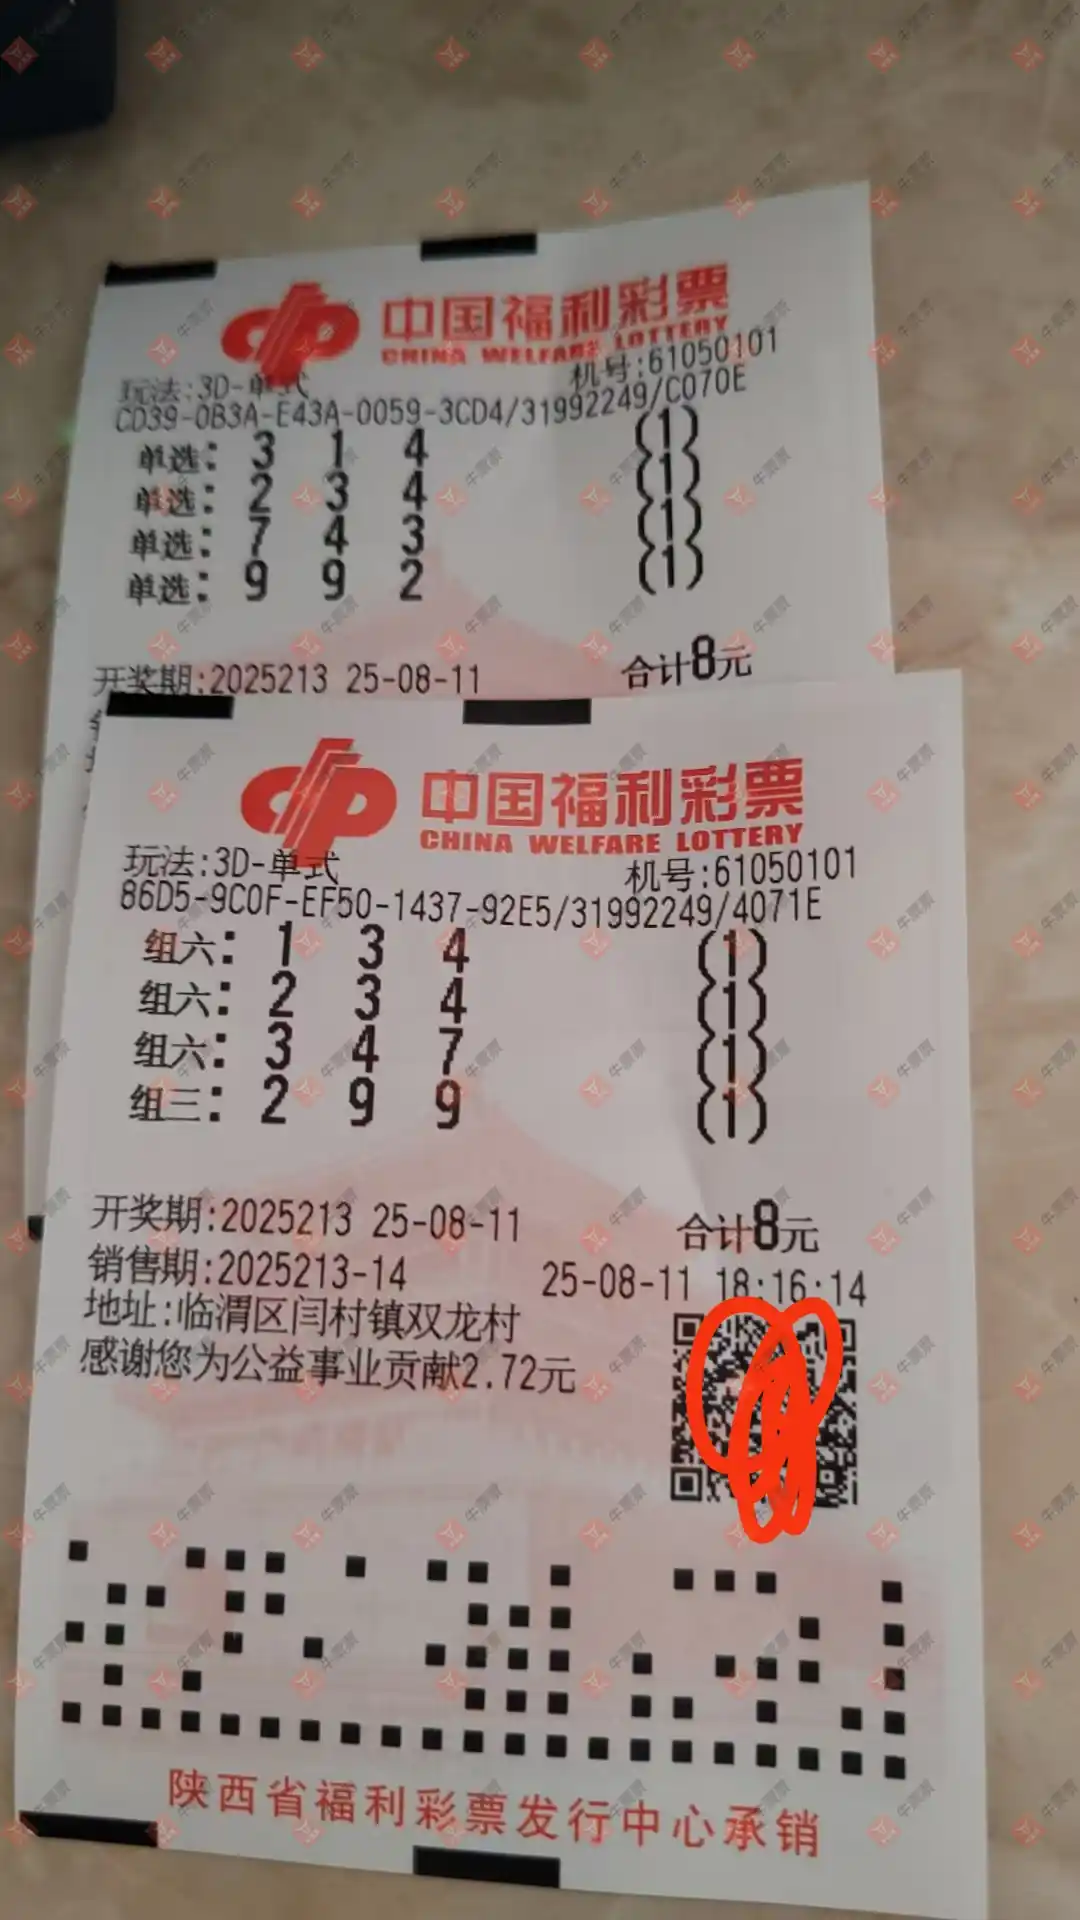 中国福利彩票
CHINA WELFARE LOTTERY
玩法:3D-单式 机号:61050101
CD39-0B3A-E43A-0059-3CD4/31992249/C070E
单选: 3 1 4 (1)
单选: 2 3 4 (1)
单选: 7 4 3 (1)
单选: 9 9 2 (1)
开奖期:2025213 25-08-11 合计8元
中国福利彩票
CHINA WELFARE LOTTERY
玩法:3D-单式 机号:61050101
86D5-9C0F-EF50-1437-92E5/31992249/4071E
组六: 1 3 4 (1)
组六: 2 3 4 (1)
组六: 3 4 7 (1)
组三: 2 9 9 (1)
开奖期:2025213 25-08-11 合计8元
销售期:2025213-14 25-08-11 18:16:14
地址:临渭区闫村镇双龙村
感谢您为公益事业贡献2.72元
陕西省福利彩票发行中心承销